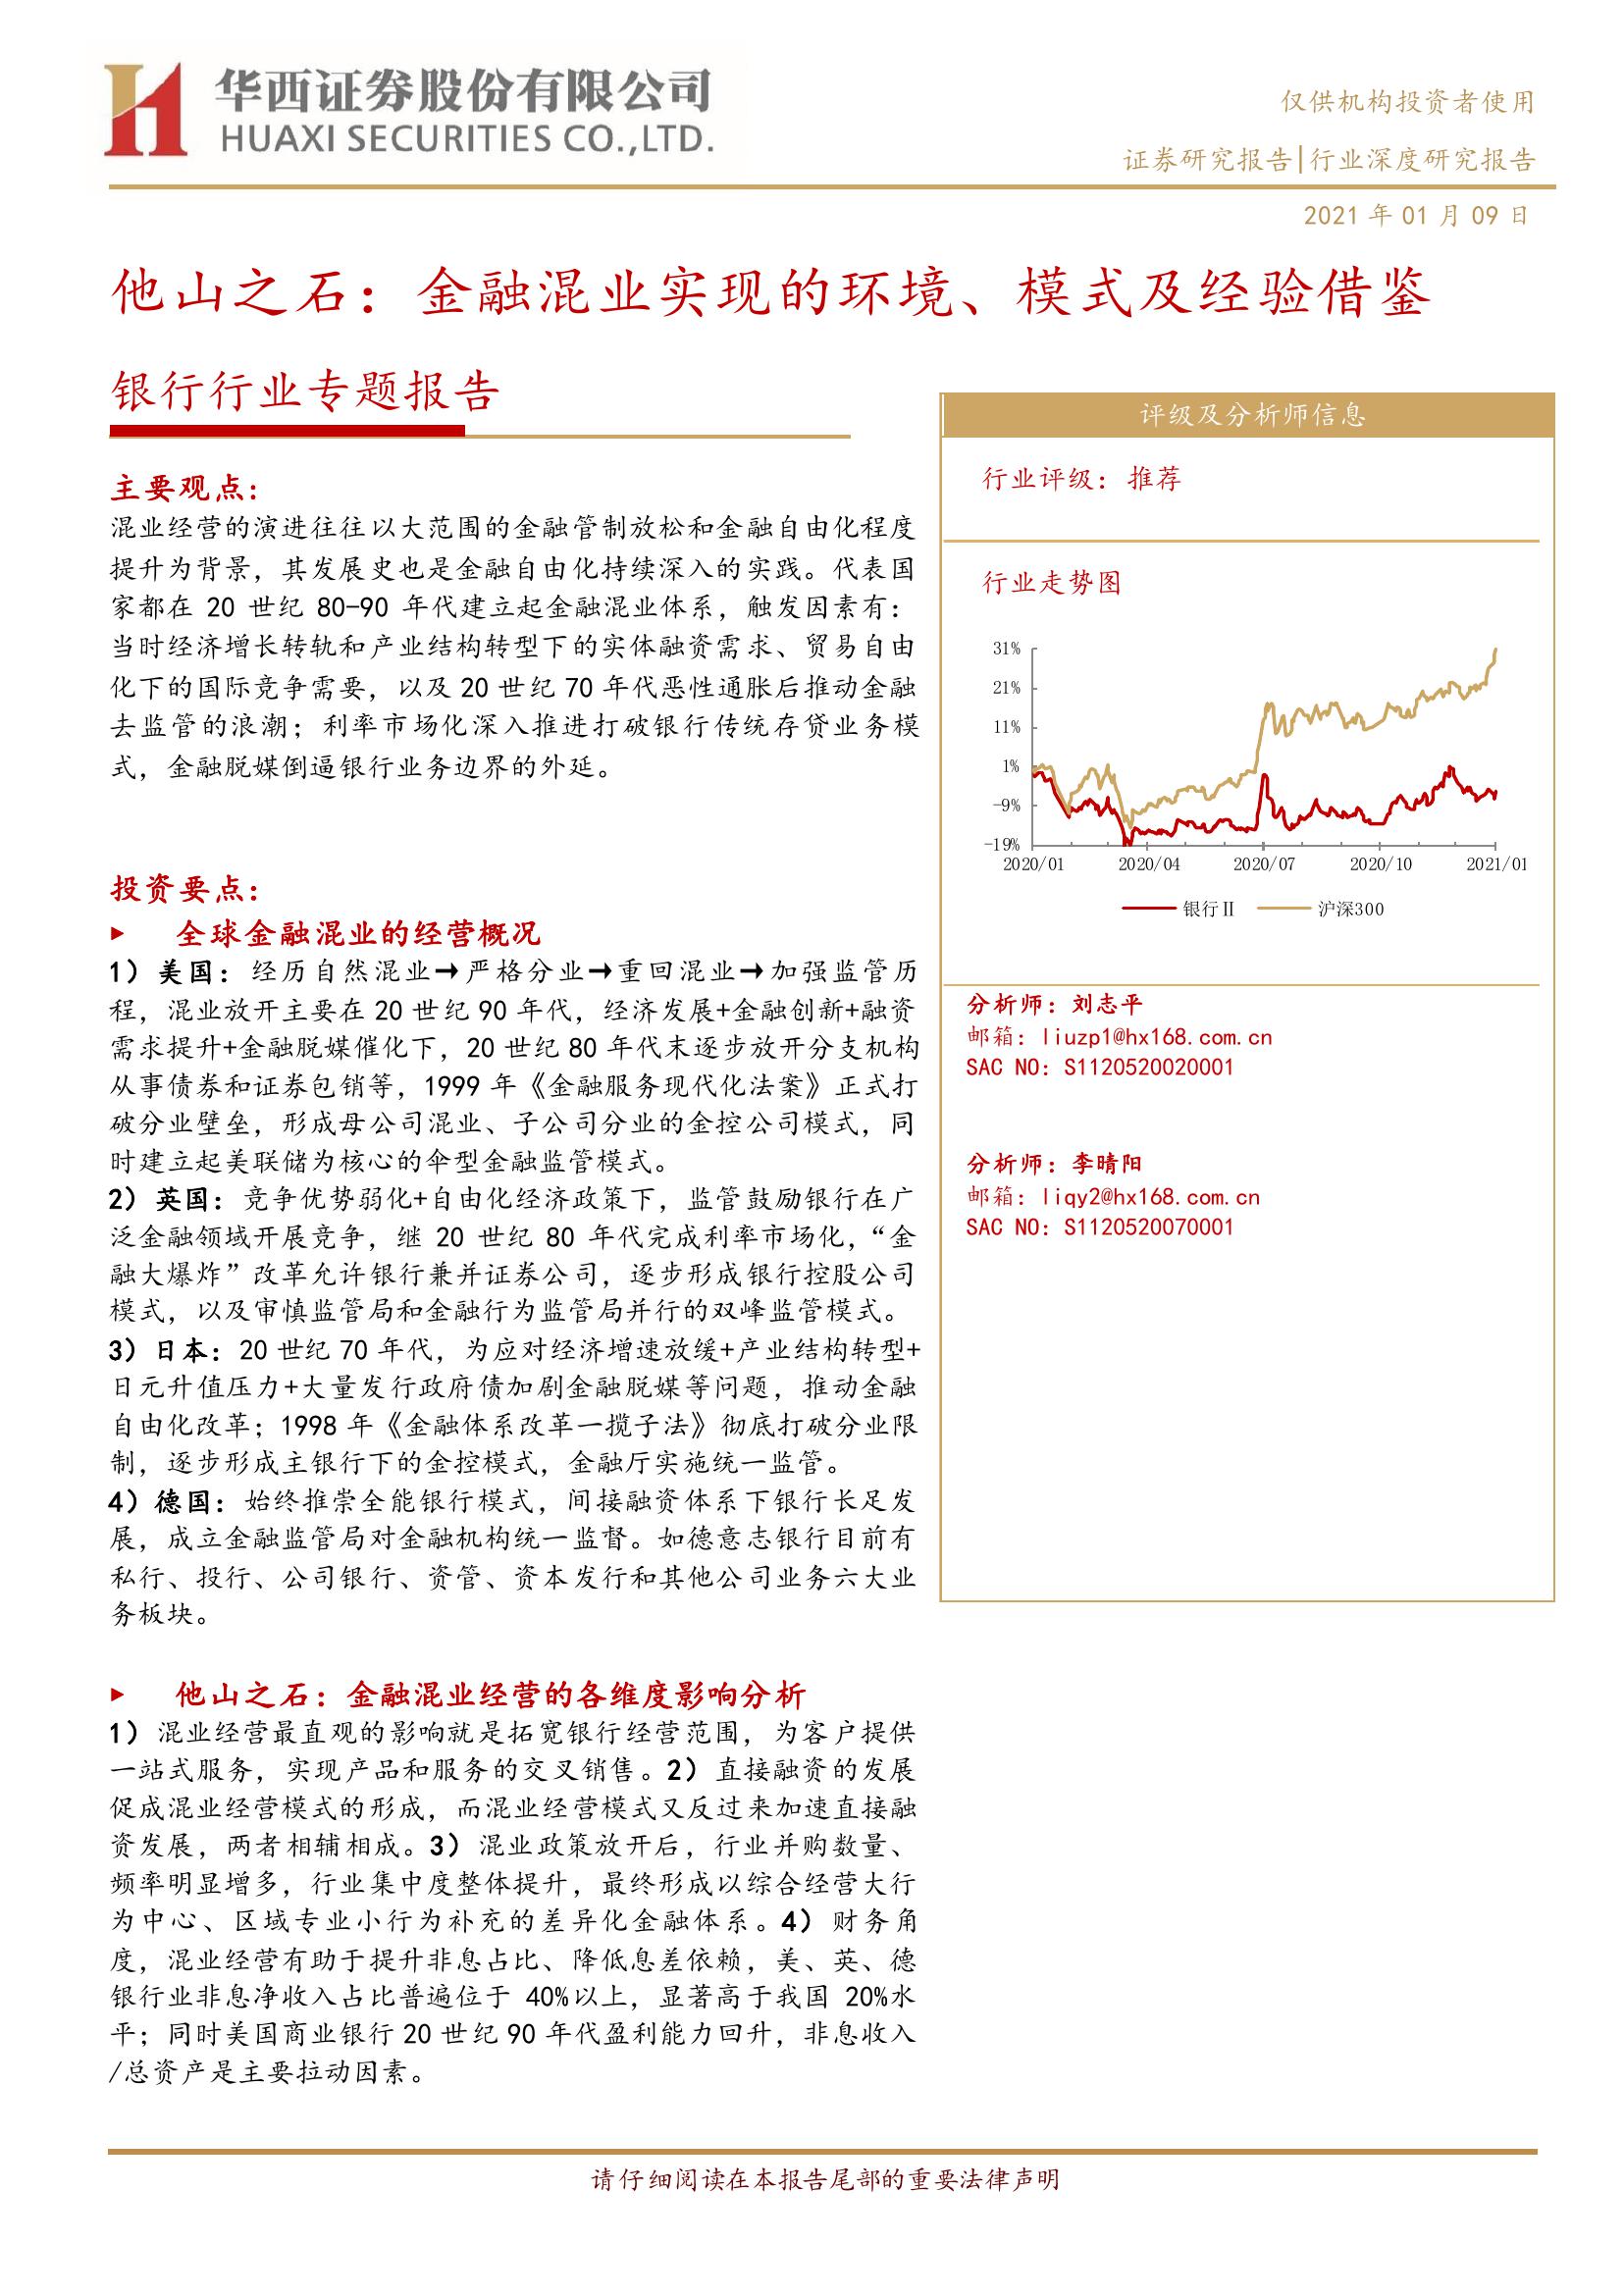 华西证券股份有限公司
HUAXI SECURITIES CO.,LTD.
仅供机构投资者使用
证券研究报告|行业深度研究报告
2021 年 01 月 09 日
他山之石：金融混业实现的环境、模式及经验借鉴
银行行业专题报告
主要观点：
混业经营的演进往往以大范围的金融管制放松和金融自由化程度
提升为背景，其发展史也是金融自由化持续深入的实践。代表国
家都在 20 世纪 80-90 年代建立起金融混业体系，触发因素有：
当时经济增长转轨和产业结构转型下的实体融资需求、贸易自由
化下的国际竞争需要，以及 20 世纪 70 年代恶性通胀后推动金融
去监管的浪潮；利率市场化深入推进打破银行传统存贷业务模
式，金融脱媒倒逼银行业务边界的外延。
投资要点：
▶ 全球金融混业的经营概况
1）美国：经历自然混业→严格分业→重回混业→加强监管历
程，混业放开主要在 20 世纪 90 年代，经济发展+金融创新+融资
需求提升+金融脱媒催化下，20 世纪 80 年代末逐步放开分支机构
从事债券和证券包销等，1999 年《金融服务现代化法案》正式打
破分业壁垒，形成母公司混业、子公司分业的金控公司模式，同
时建立起美联储为核心的伞型金融监管模式。
2）英国：竞争优势弱化+自由化经济政策下，监管鼓励银行在广
泛金融领域开展竞争，继 20 世纪 80 年代完成利率市场化，“金
融大爆炸”改革允许银行兼并证券公司，逐步形成银行控股公司
模式，以及审慎监管局和金融行为监管局并行的双峰监管模式。
3）日本：20 世纪 70 年代，为应对经济增速放缓+产业结构转型+
日元升值压力+大量发行政府债加剧金融脱媒等问题，推动金融
自由化改革；1998 年《金融体系改革一揽子法》彻底打破分业限
制，逐步形成主银行下的金控模式，金融厅实施统一监管。
4）德国：始终推崇全能银行模式，间接融资体系下银行长足发
展，成立金融监管局对金融机构统一监督。如德意志银行目前有
私行、投行、公司银行、资管、资本发行和其他公司业务六大业
务板块。
▶ 他山之石：金融混业经营的各维度影响分析
1）混业经营最直观的影响就是拓宽银行经营范围，为客户提供
一站式服务，实现产品和服务的交叉销售。2）直接融资的发展
促成混业经营模式的形成，而混业经营模式又反过来加速直接融
资发展，两者相辅相成。3）混业政策放开后，行业并购数量、
频率明显增多，行业集中度整体提升，最终形成以综合经营大行
为中心、区域专业小行为补充的差异化金融体系。4）财务角
度，混业经营有助于提升非息占比、降低息差依赖，美、英、德
银行业非息净收入占比普遍位于 40%以上，显著高于我国 20%水
平；同时美国商业银行 20 世纪 90 年代盈利能力回升，非息收入
/总资产是主要拉动因素。
评级及分析师信息
行业评级：推荐
行业走势图
31%
21%
11%
1%
-9%
-19%
2020/01 2020/04 2020/07 2020/10 2021/01
银行Ⅱ 沪深300
分析师：刘志平
邮箱：liuzp1@hx168.com.cn
SAC NO：S1120520020001
分析师：李晴阳
邮箱：liqy2@hx168.com.cn
SAC NO：S1120520070001
请仔细阅读在本报告尾部的重要法律声明